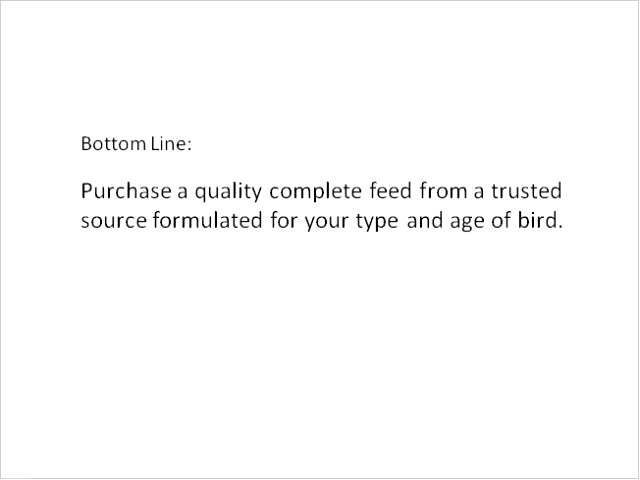 Bottom Line:
Purchase a quality complete feed from a trusted
source formulated for your type and age of bird.